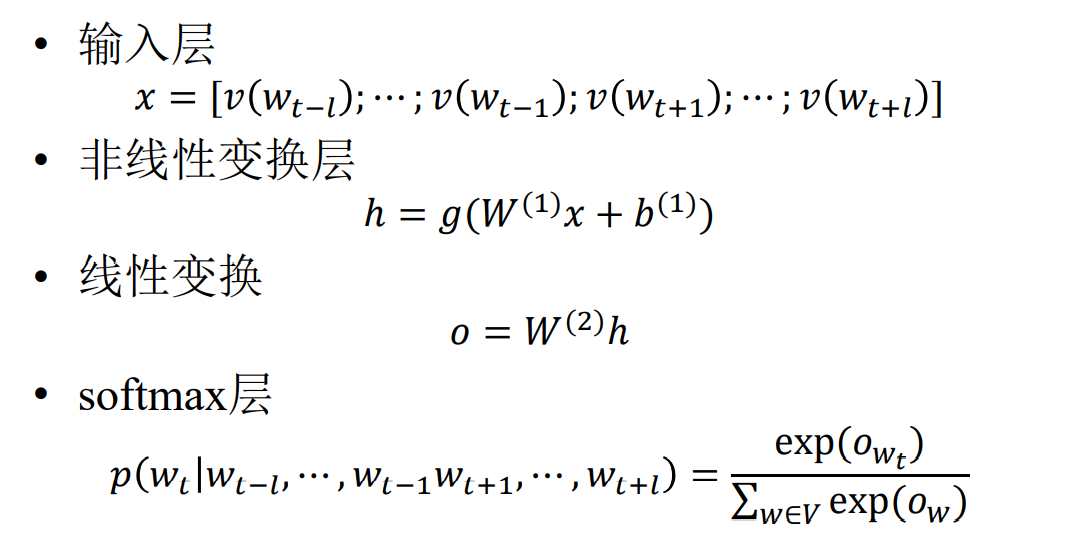 • 输入层
x = [v(w_{t−l}); ⋯ ; v(w_{t−1}); v(w_{t+1}); ⋯ ; v(w_{t+l})]
• 非线性变换层
h = g(W^{(1)}x + b^{(1)})
• 线性变换
o = W^{(2)}h
• softmax层
p(w_t|w_{t−l}, ⋯ , w_{t−1}w_{t+1}, ⋯ , w_{t+l}) = exp(o_{w_t}) / ∑_{w∈V} exp(o_w)